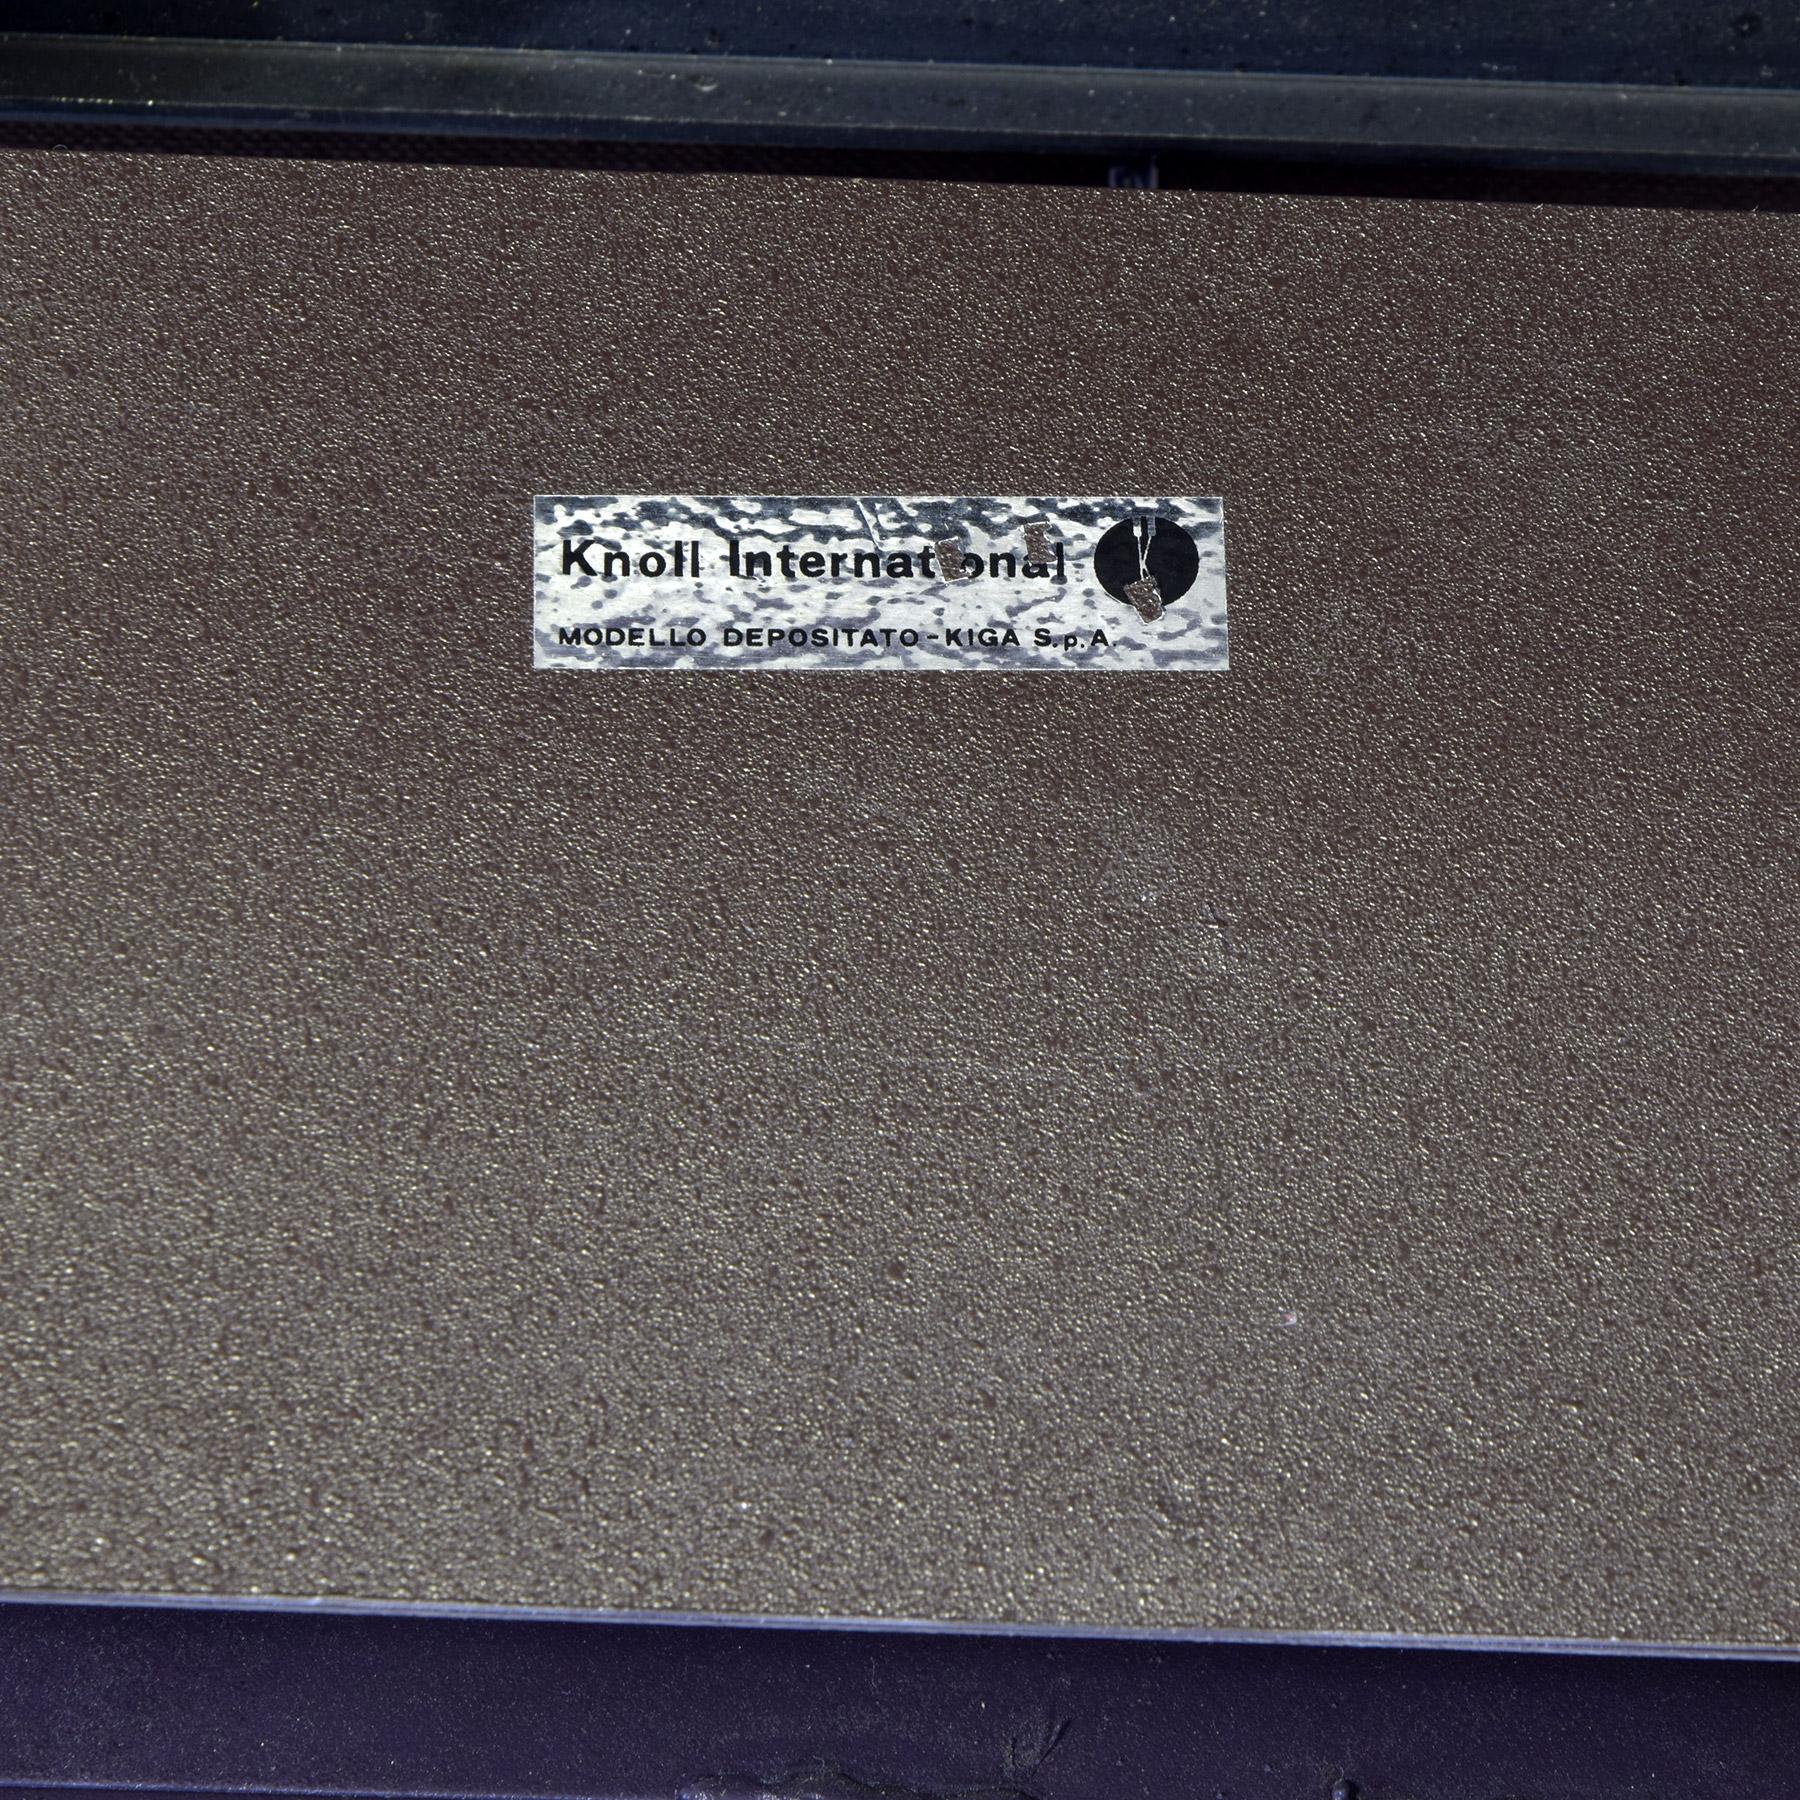 Knoll International
MODELLO DEPOSITATO-KIGA S.p.A.